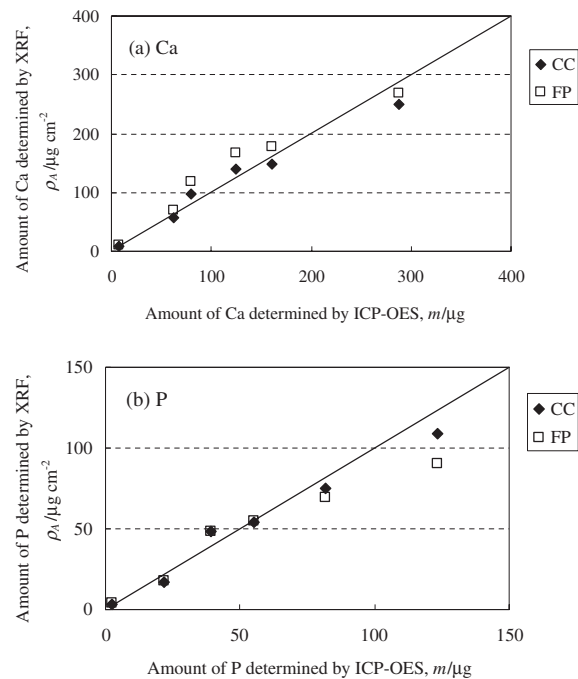 400
(a) Ca
300
200
100
0
0
100
200
300
400
Amount of Ca determined by XRF,
ρA /µg cm-2
CC
FP
Amount of Ca determined by ICP-OES, m/µg
150
(b) P
100
50
0
0
50
100
150
Amount of P determined by XRF,
ρA /µg cm-2
CC
FP
Amount of P determined by ICP-OES, m/µg